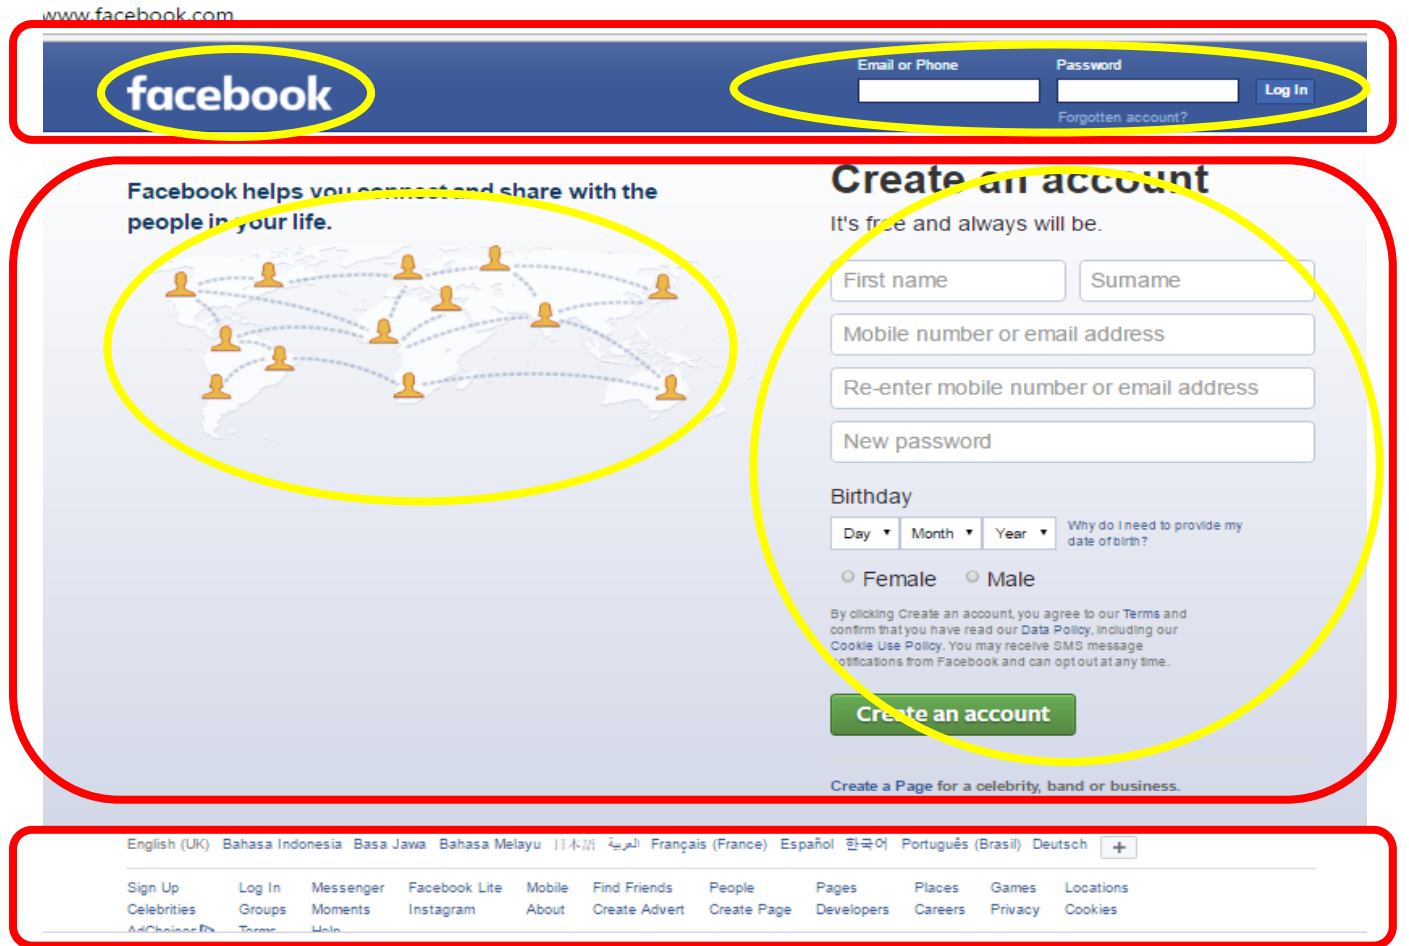 www.facebook.com
facebook
Email or Phone
Password
Log In
Forgotten account?
Facebook helps you connect and share with the
people in your life.
Create an account
It's free and always will be.
First name
Surname
Mobile number or email address
Re-enter mobile number or email address
New password
Birthday
Day Month Year
Why do I need to provide my
date of birth?
Female Male
By clicking Create an account, you agree to our Terms and
confirm that you have read our Data Policy, including our
Cookie Use Policy. You may receive SMS message
notifications from Facebook and can opt out at any time.
Create an account
Create a Page for a celebrity, band or business.
English (UK) Bahasa Indonesia Basa Jawa Bahasa Melayu 日本語 العربية Français (France) Español 한국어 Português (Brasil) Deutsch +
Sign Up Log In Messenger Facebook Lite Mobile Find Friends People Pages Places Games Locations
Celebrities Groups Moments Instagram About Create Advert Create Page Developers Careers Privacy Cookies
AdChoices Terms Help